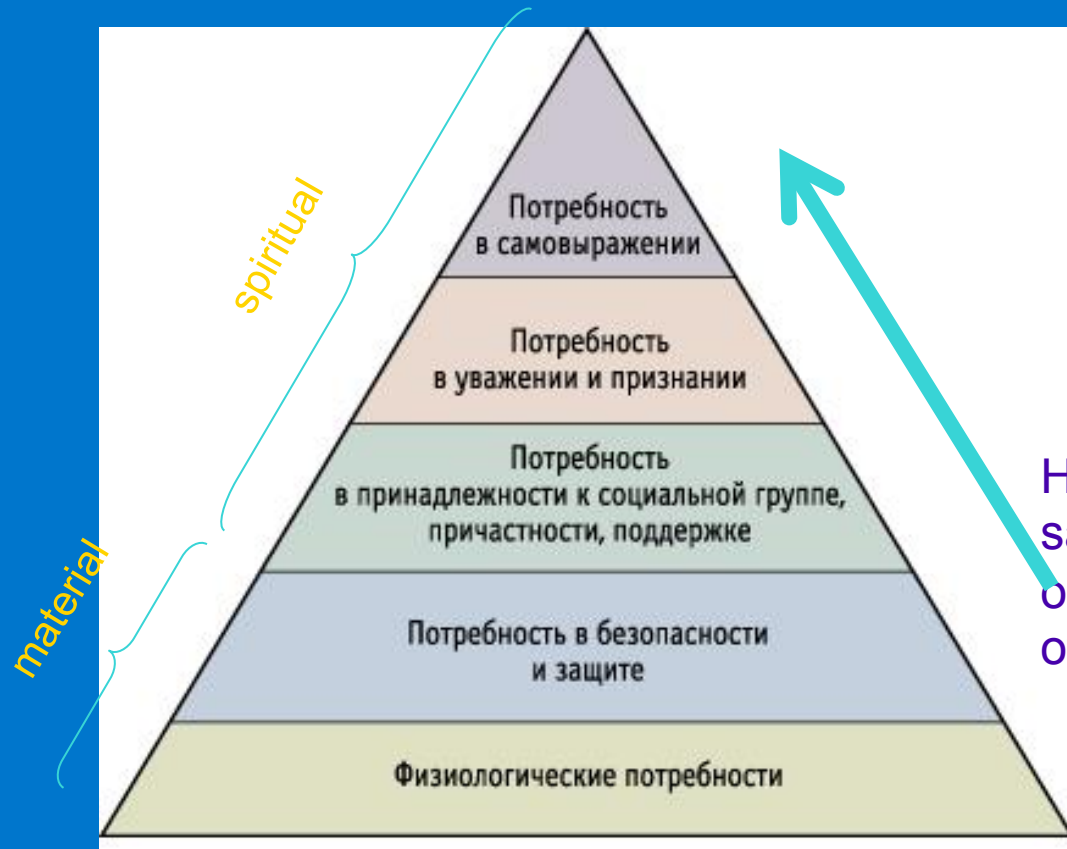 spiritual
material
Потребность
в самовыражении
Потребность
в уважении и признании
Потребность
в принадлежности к социальной группе,
причастности, поддержке
Потребность в безопасности
и защите
Физиологические потребности